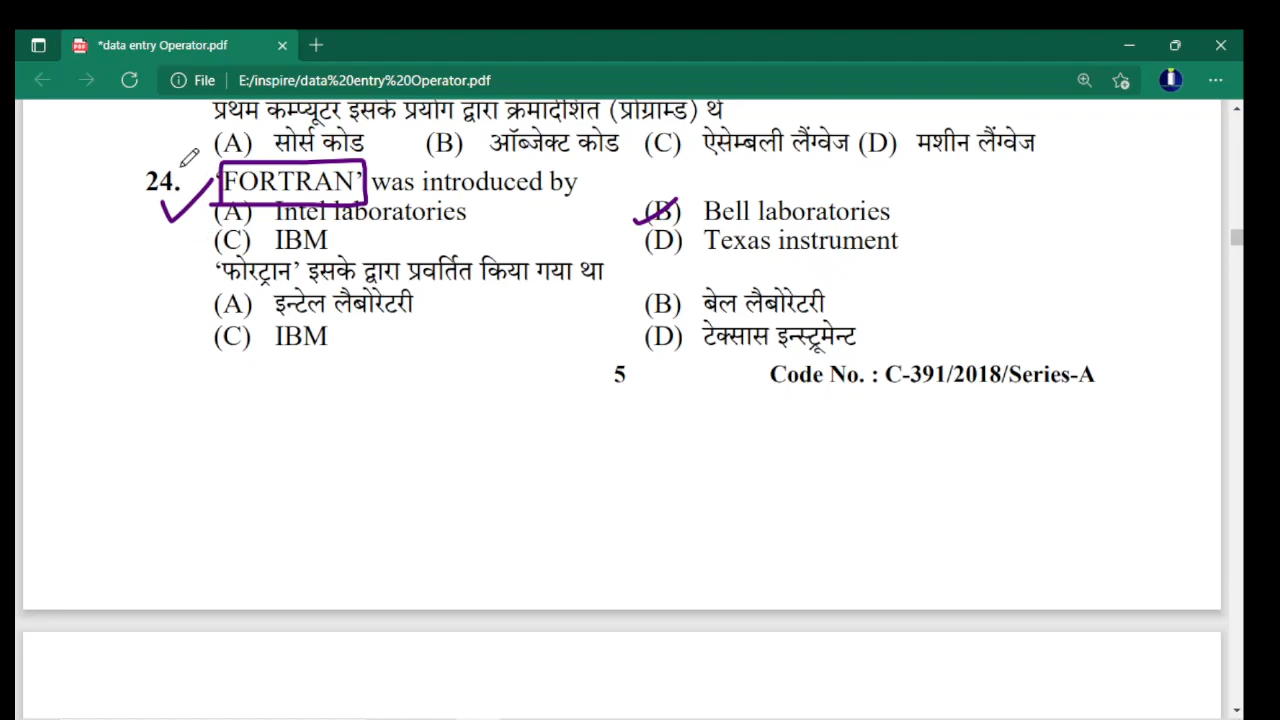 *data entry Operator.pdf
File E:/inspire/data%20entry%20Operator.pdf
प्रथम कम्प्यूटर इसके प्रयोग द्वारा क्रमादेशित (प्रोग्राम्ड) थे
(A) सोर्स कोड (B) ऑब्जेक्ट कोड (C) ऐसेम्बली लैंग्वेज (D) मशीन लैंग्वेज
24. ‘FORTRAN’ was introduced by
(A) Intel laboratories (B) Bell laboratories
(C) IBM (D) Texas instrument
‘फोरट्रान’ इसके द्वारा प्रवर्तित किया गया था
(A) इन्टेल लैबोरेटरी (B) बेल लैबोरेटरी
(C) IBM (D) टेक्सास इन्स्ट्रूमेन्ट
5 Code No. : C-391/2018/Series-A